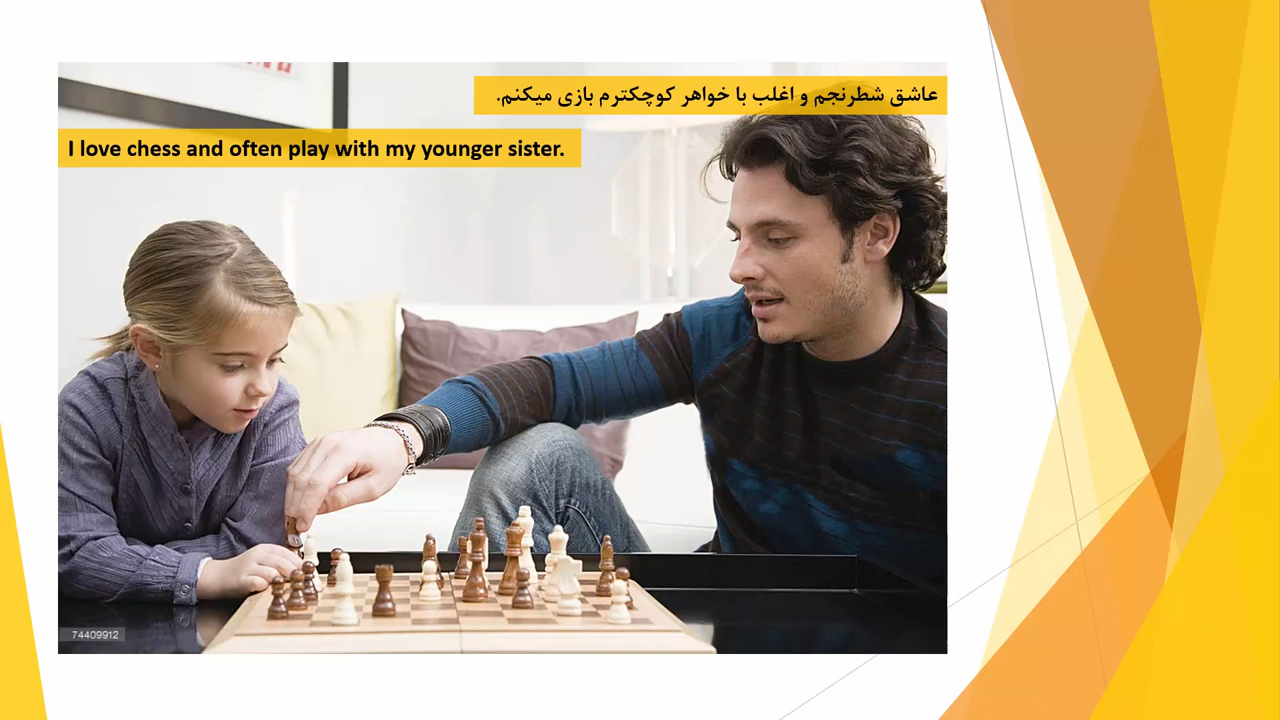 عاشق شطرنجم و اغلب با خواهر کوچکترم بازی میکنم.
I love chess and often play with my younger sister.
74409912